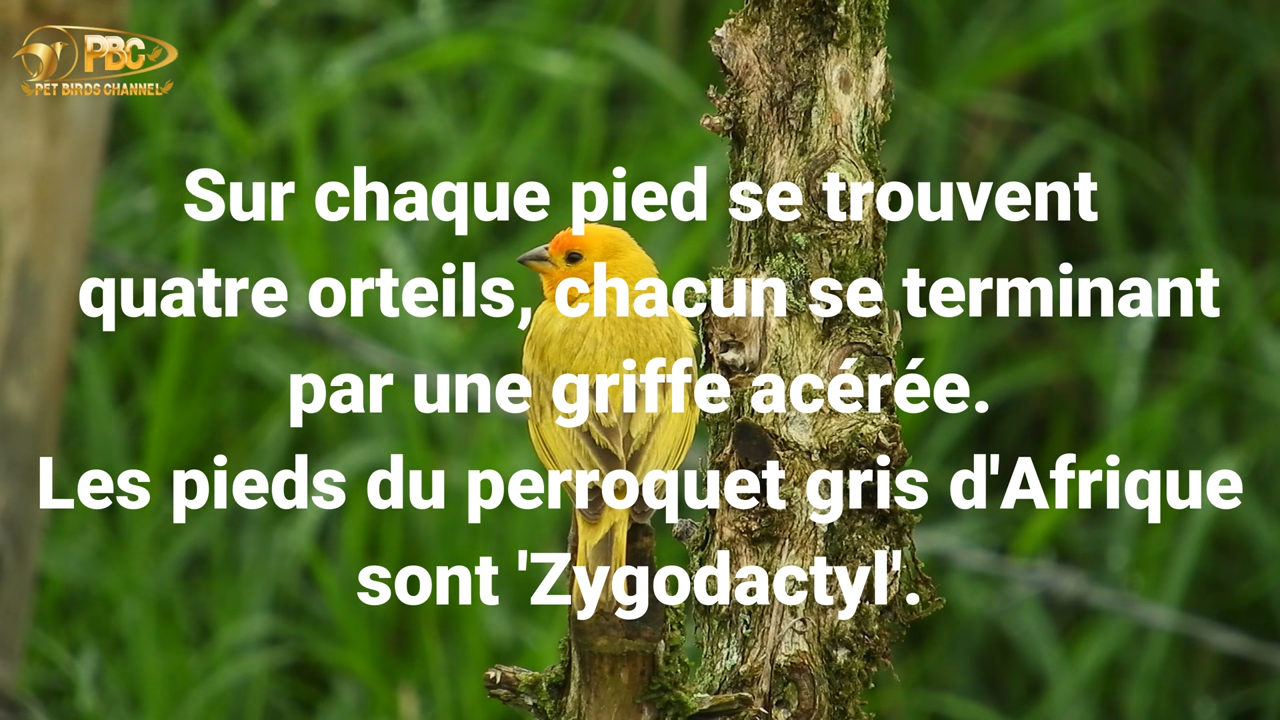 PBC
PET BIRDS CHANNEL
Sur chaque pied se trouvent
quatre orteils, chacun se terminant
par une griffe acérée.
Les pieds du perroquet gris d'Afrique
sont 'Zygodactyl'.